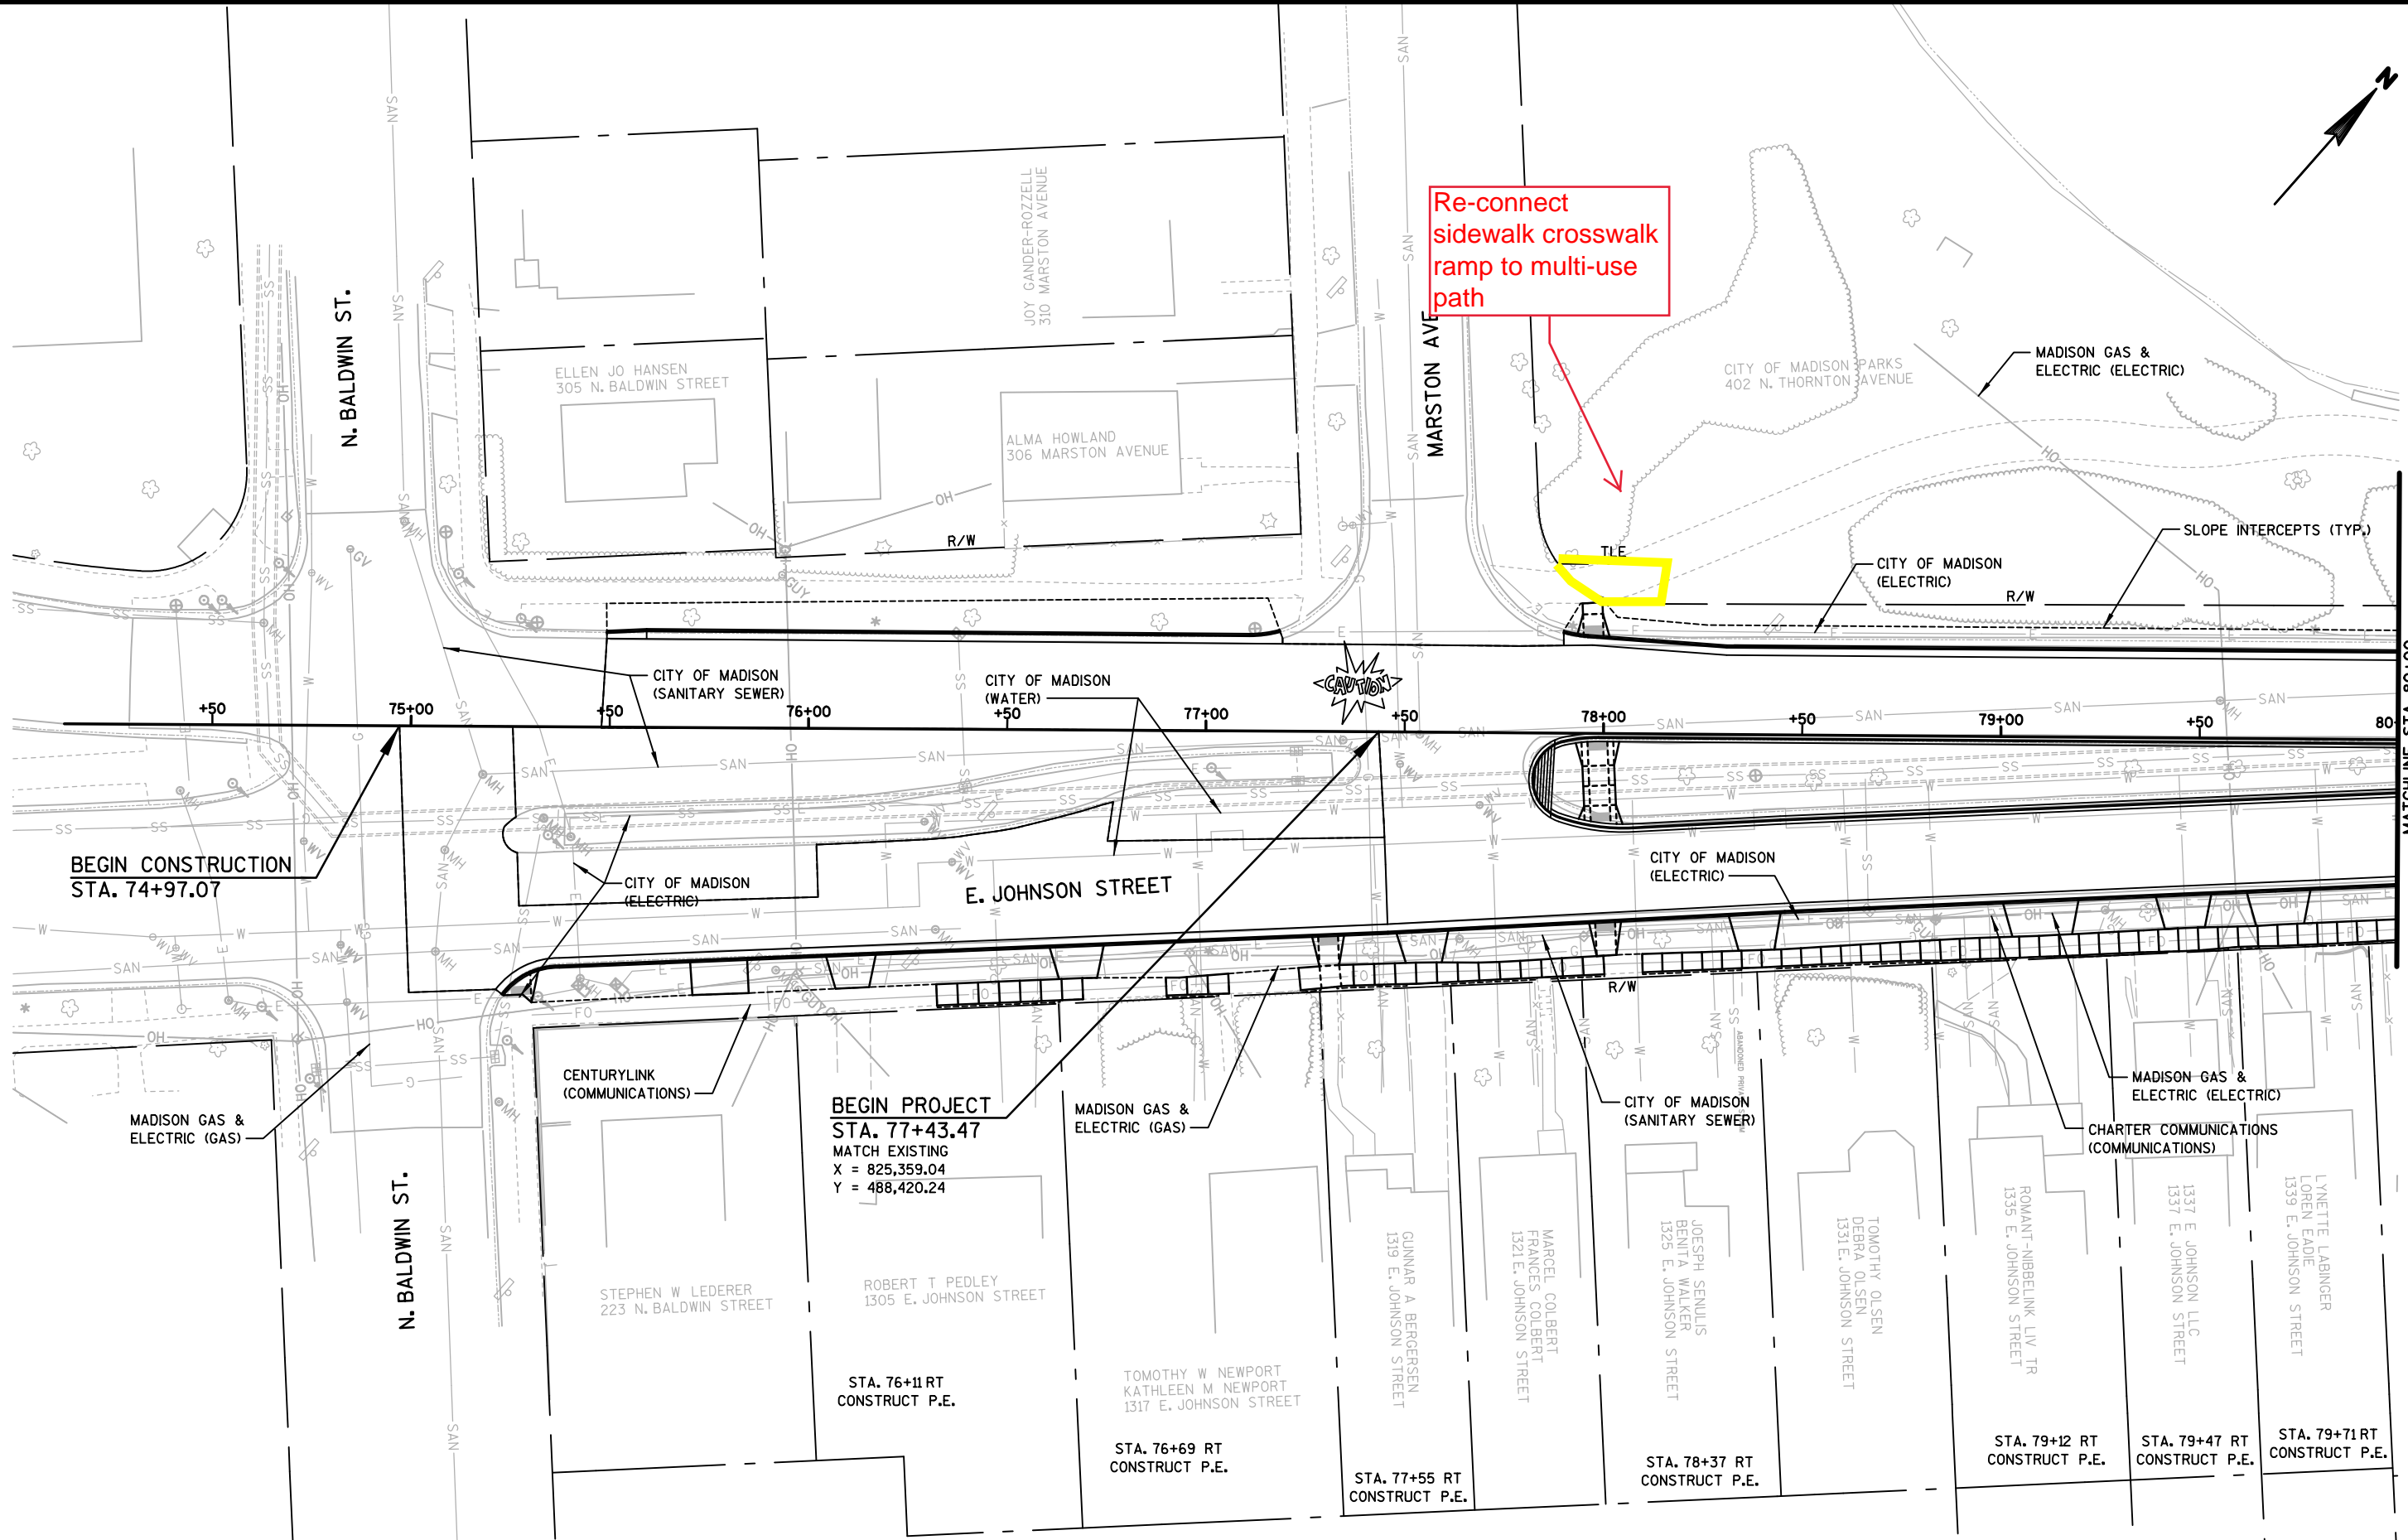 N
Re-connect
sidewalk crosswalk
ramp to multi-use
path
JOY GANDER-ROZZELL
310 MARSTON AVENUE
N. BALDWIN ST.
MARSTON AVE
ELLEN JO HANSEN
305 N. BALDWIN STREET
ALMA HOWLAND
306 MARSTON AVENUE
CITY OF MADISON PARKS
402 N. THORNTON AVENUE
MADISON GAS &
ELECTRIC (ELECTRIC)
SLOPE INTERCEPTS (TYP.)
R/W
TLE
CITY OF MADISON
(ELECTRIC)
R/W
CITY OF MADISON
(SANITARY SEWER)
CITY OF MADISON
(WATER)
CAUTION
+50
75+00
+50
76+00
+50
77+00
+50
78+00
+50
79+00
+50
BEGIN CONSTRUCTION
STA. 74+97.07
CITY OF MADISON
(ELECTRIC)
E. JOHNSON STREET
CITY OF MADISON
(ELECTRIC)
R/W
MADISON GAS &
ELECTRIC (GAS)
CENTURYLINK
(COMMUNICATIONS)
BEGIN PROJECT
STA. 77+43.47
MATCH EXISTING
X = 825,359.04
Y = 488,420.24
MADISON GAS &
ELECTRIC (GAS)
CITY OF MADISON
(SANITARY SEWER)
MADISON GAS &
ELECTRIC (ELECTRIC)
CHARTER COMMUNICATIONS
(COMMUNICATIONS)
N. BALDWIN ST.
STEPHEN W LEDERER
223 N. BALDWIN STREET
ROBERT T PEDLEY
1305 E. JOHNSON STREET
TOMOTHY W NEWPORT
KATHLEEN M NEWPORT
1317 E. JOHNSON STREET
GUNNAR A BERGERSEN
1319 E. JOHNSON STREET
MARCEL COLBERT
FRANCES COLBERT
1321 E. JOHNSON STREET
JOESPH SENULIS
BENITA WALKER
1325 E. JOHNSON STREET
TOMOTHY OLSEN
DEBRA OLSEN
1331 E. JOHNSON STREET
ROMANT-NIBBELINK LIV TR
1335 E. JOHNSON STREET
1337 E JOHNSON LLC
1337 E. JOHNSON STREET
LYNETTE LABINGER
LOREN EADIE
1339 E. JOHNSON STREET
STA. 76+11 RT
CONSTRUCT P.E.
STA. 76+69 RT
CONSTRUCT P.E.
STA. 77+55 RT
CONSTRUCT P.E.
STA. 78+37 RT
CONSTRUCT P.E.
STA. 79+12 RT
CONSTRUCT P.E.
STA. 79+47 RT
CONSTRUCT P.E.
STA. 79+71 RT
CONSTRUCT P.E.